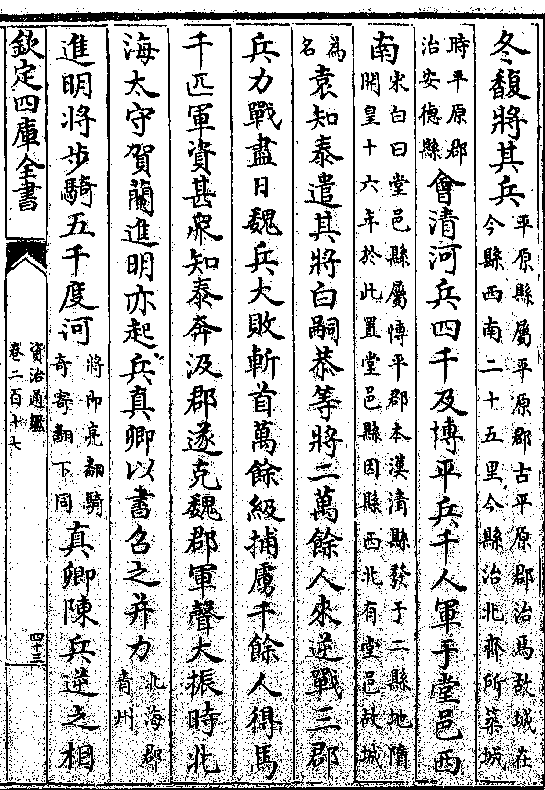 冬馥將其兵平原縣屬平原郡古平原郡治焉故城在今縣西南二十五里今縣治北齊所築城
時平原郡治安德縣會清河兵四千及博平兵千人軍于堂邑西
南宋白曰堂邑縣屬博平郡本漢清縣發干二縣地隋開皇十六年於此置堂邑縣因縣西北有堂邑故城
為名袁知泰遣其將白嗣恭等將二萬餘人來逆戰三郡
兵力戰盡日魏兵大敗斬首萬餘級捕虜千餘人得馬
千匹軍資甚衆知泰奔汲郡遂克魏郡軍聲大振時北
海太守賀蘭進明亦起兵真卿以書召之并力北海郡青州
進明將步騎五千度河將即亮翻騎奇寄翻下同真卿陳兵逆之相
欽定四庫全書
資治通鑑
卷二百十七
四十三